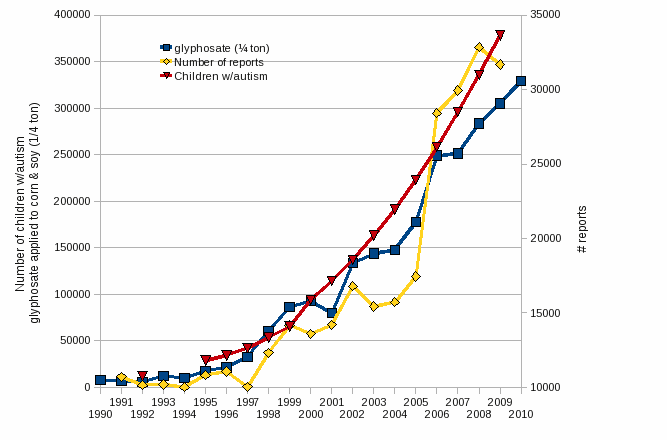 400000
350000
300000
250000
200000
150000
100000
50000
0
35000
30000
25000
20000
15000
10000
glyphosate (¼ ton)
Number of reports
Children w/autism
Number of children w/autism
glyphosate applied to corn & soy (1/4 ton)
# reports
1991 1993 1995 1997 1999 2001 2003 2005 2007 2009
1990 1992 1994 1996 1998 2000 2002 2004 2006 2008 2010